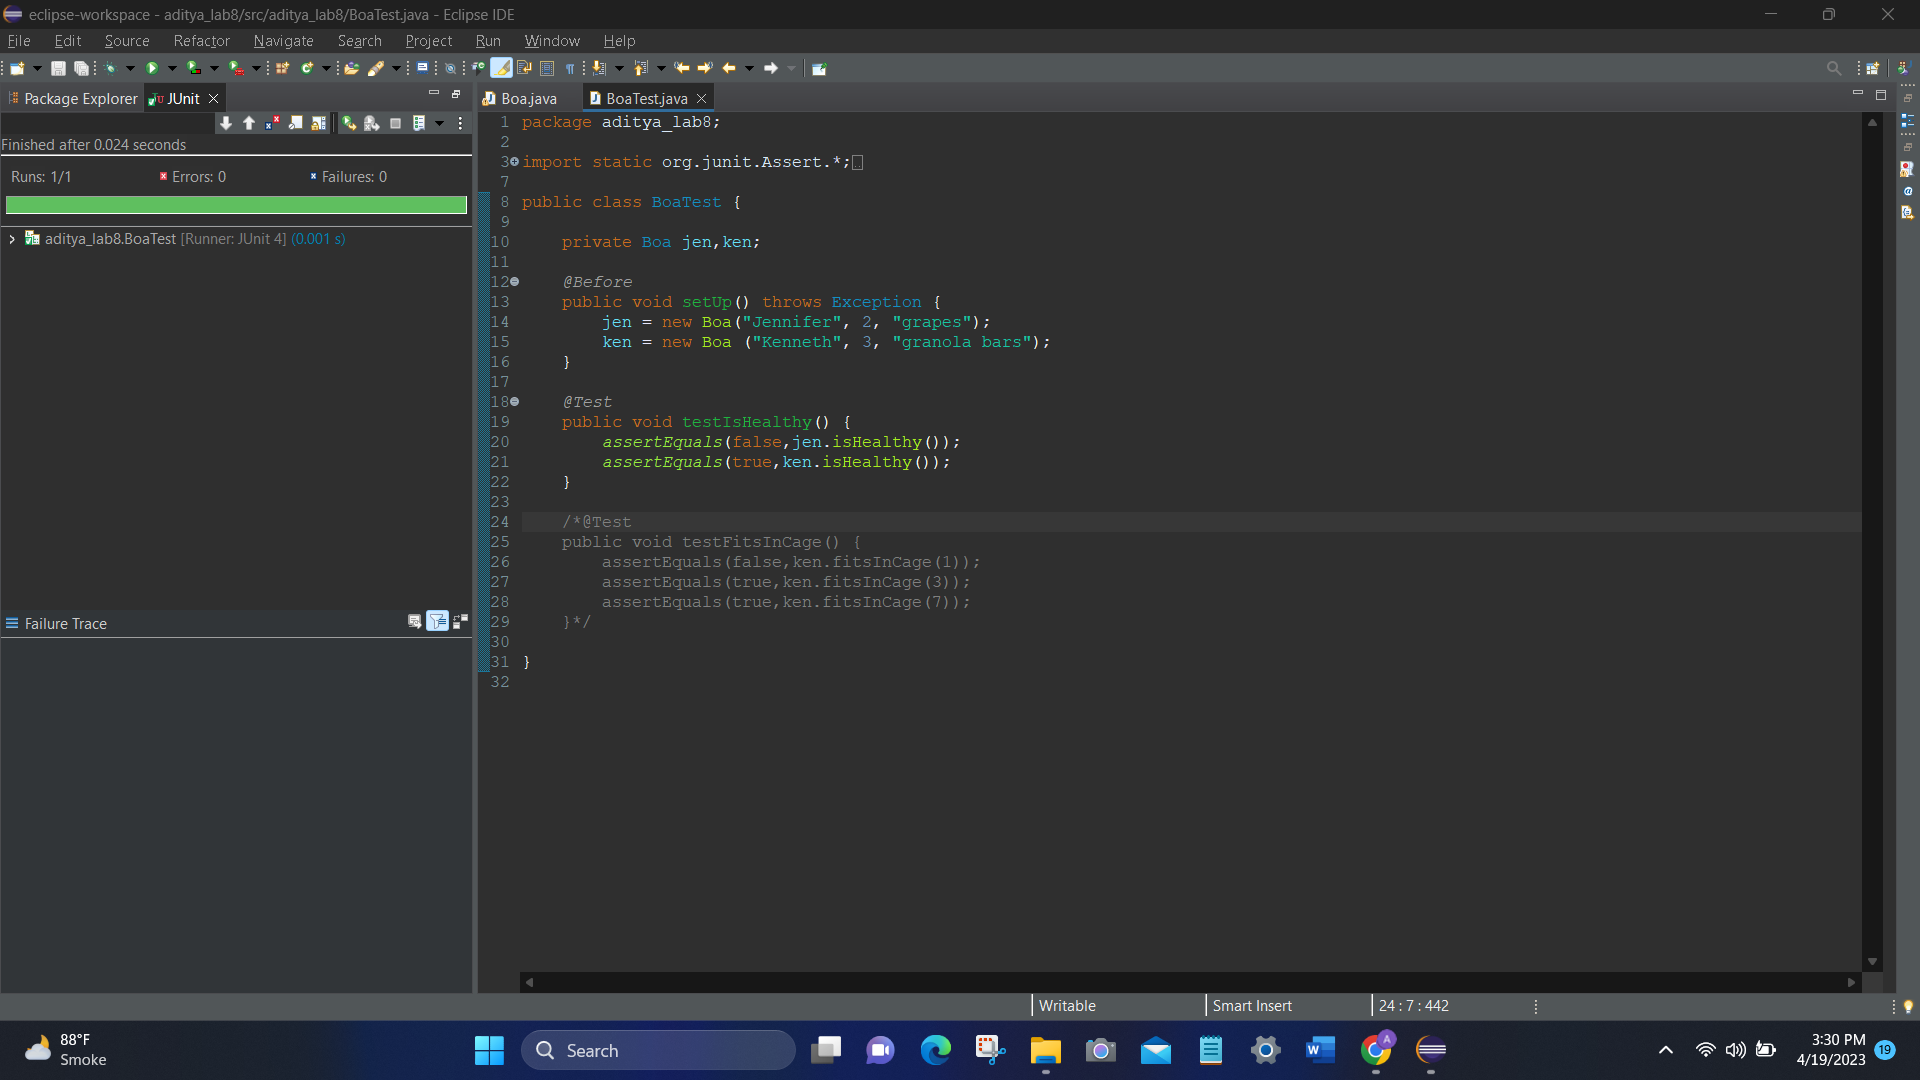 eclipse-workspace - aditya_lab8/src/aditya_lab8/BoaTest.java - Eclipse IDE
File Edit Source Refactor Navigate Search Project Run Window Help
Package Explorer JUnit
Boa.java BoaTest.java
Finished after 0.024 seconds
Runs: 1/1 Errors: 0 Failures: 0
aditya_lab8.BoaTest [Runner: JUnit 4] (0.001 s)
Failure Trace
1 package aditya_lab8;
2
3 import static org.junit.Assert.*;
7
8 public class BoaTest {
9
10 private Boa jen,ken;
11
12 @Before
13 public void setUp() throws Exception {
14 jen = new Boa("Jennifer", 2, "grapes");
15 ken = new Boa ("Kenneth", 3, "granola bars");
16 }
17
18 @Test
19 public void testIsHealthy() {
20 assertEquals(false,jen.isHealthy());
21 assertEquals(true,ken.isHealthy());
22 }
23
24 /*@Test
25 public void testFitsInCage() {
26 assertEquals(false,ken.fitsInCage(1));
27 assertEquals(true,ken.fitsInCage(3));
28 assertEquals(true,ken.fitsInCage(7));
29 }*/
30
31 }
32
Writable Smart Insert 24 : 7 : 442
88°F
Smoke
Search
A
3:30 PM
4/19/2023
19